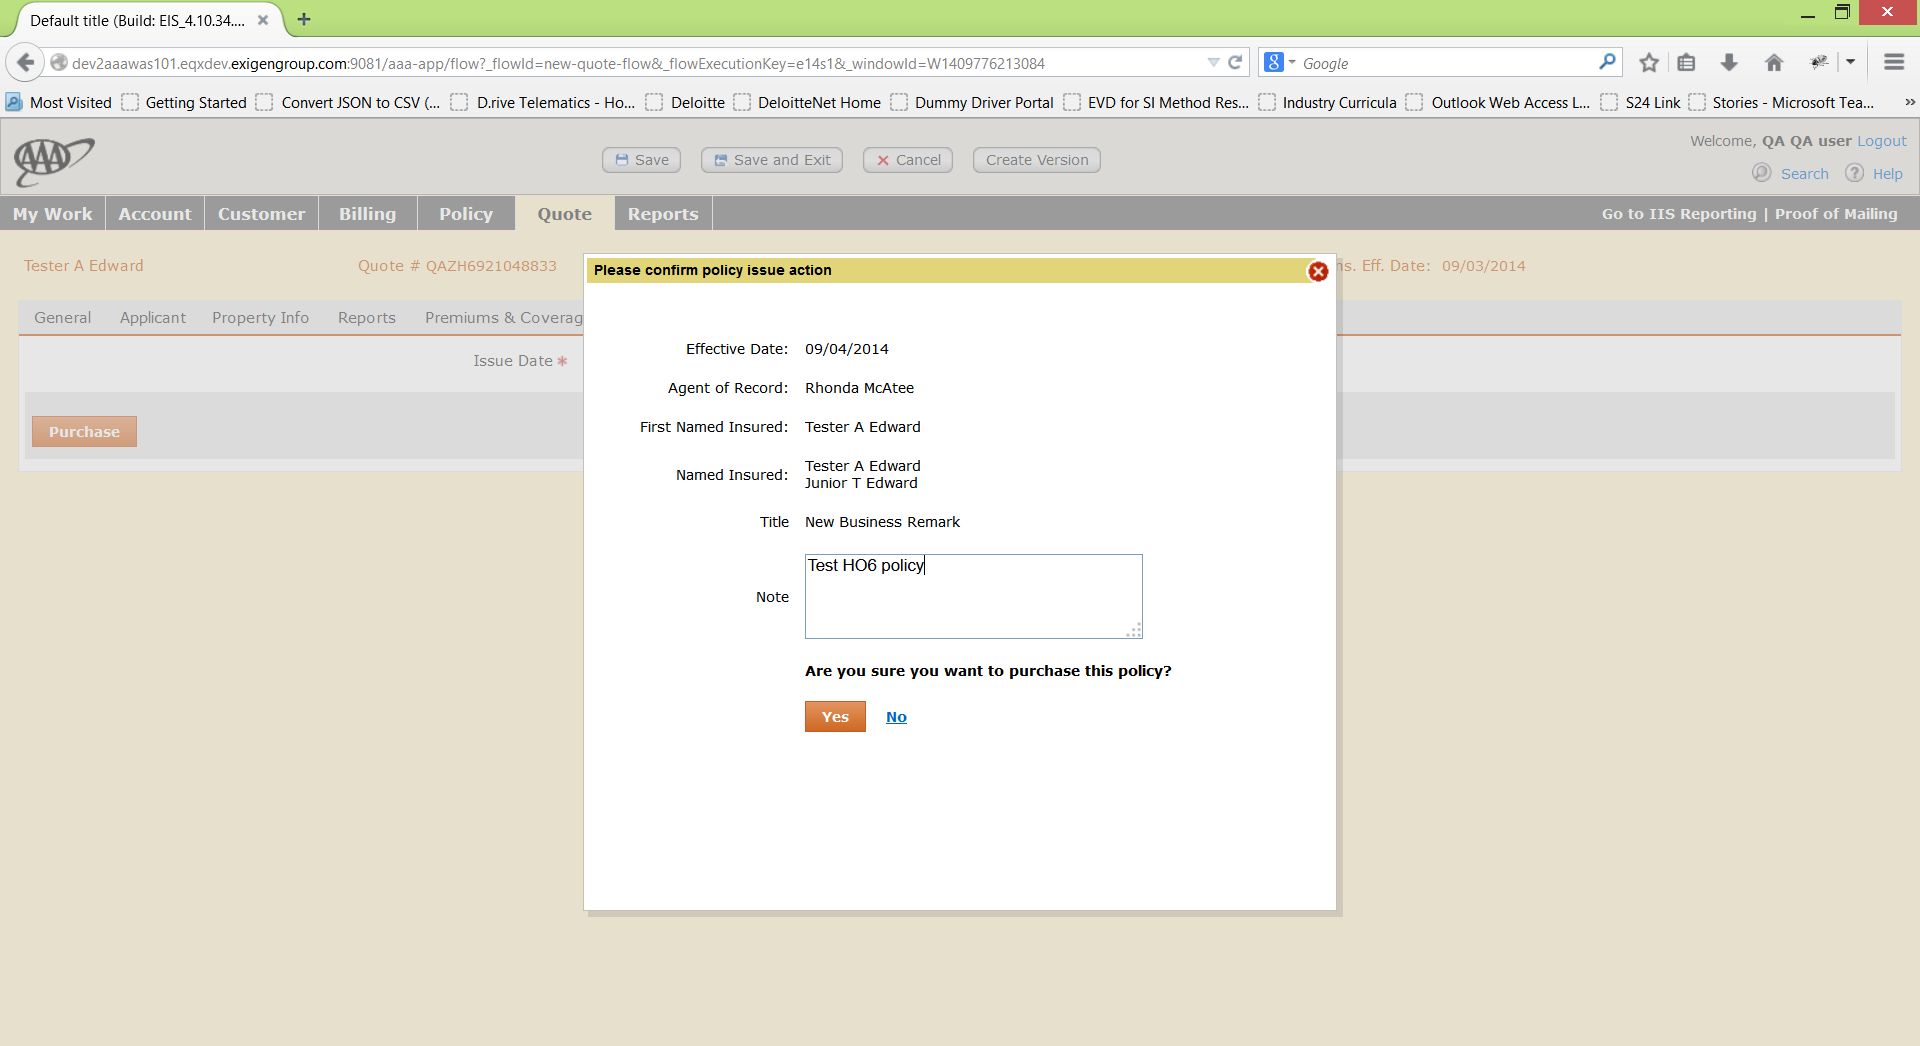 Default title (Build: EIS_4.10.34....
dev2aaawas101.eqxdev.exigengroup.com:9081/aaa-app/flow?_flowId=new-quote-flow&_flowExecutionKey=e14s1&_windowId=W1409776213084
Google
Most Visited Getting Started Convert JSON to CSV (... D.rive Telematics - Ho... Deloitte DeloitteNet Home Dummy Driver Portal EVD for SI Method Res... Industry Curricula Outlook Web Access L... S24 Link Stories - Microsoft Tea... »
AAA
Save Save and Exit Cancel Create Version
Welcome, QA QA user Logout
Search Help
My Work Account Customer Billing Policy Quote Reports Go to IIS Reporting | Proof of Mailing
Tester A Edward Quote # QAZH6921048833 ns. Eff. Date: 09/03/2014
General Applicant Property Info Reports Premiums & Coverag
Issue Date *
Purchase
Please confirm policy issue action
Effective Date: 09/04/2014
Agent of Record: Rhonda McAtee
First Named Insured: Tester A Edward
Named Insured: Tester A Edward
Junior T Edward
Title New Business Remark
Note Test HO6 policy
Are you sure you want to purchase this policy?
Yes No